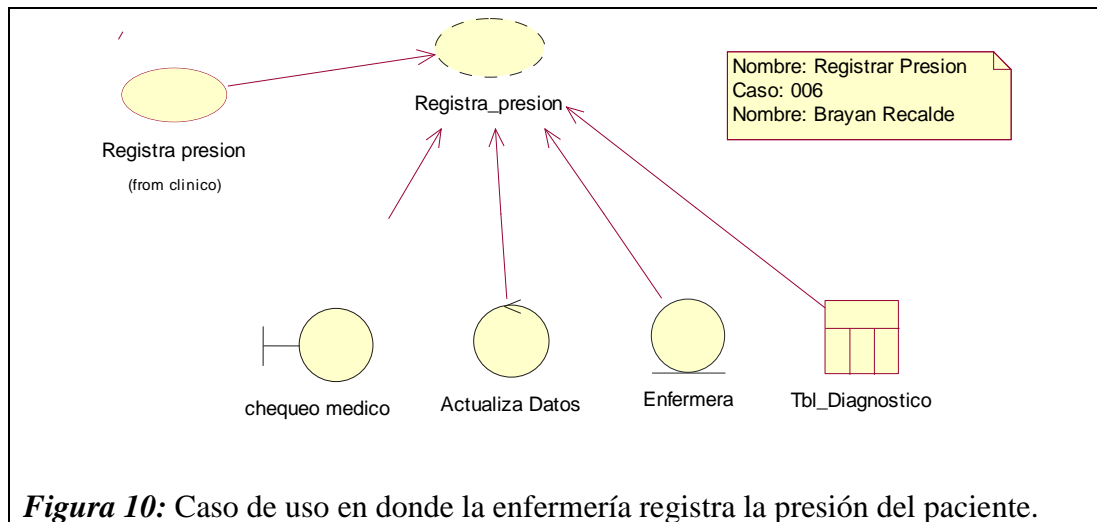 Registra_presion
Nombre: Registrar Presion
Caso: 006
Nombre: Brayan Recalde
Registra presion
(from clinico)
chequeo medico
Actualiza Datos
Enfermera
Tbl_Diagnostico
Figura 10: Caso de uso en donde la enfermería registra la presión del paciente.